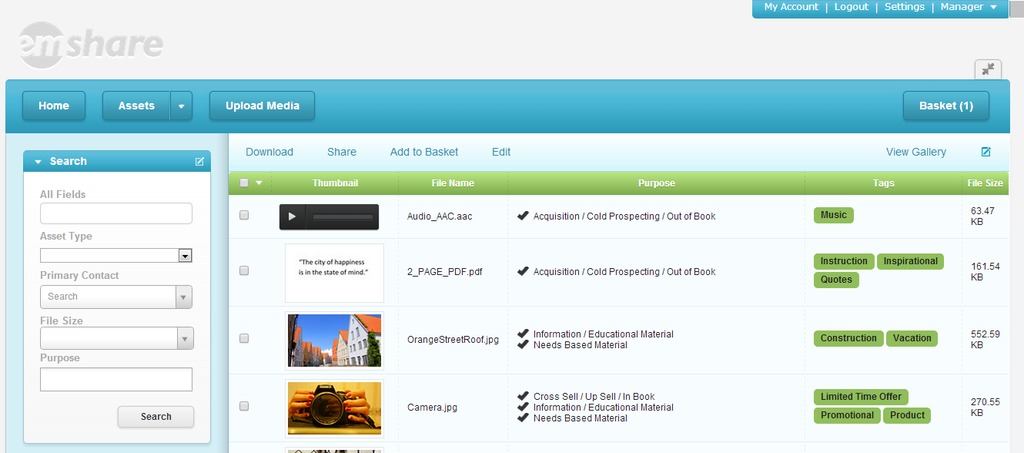 My Account | Logout | Settings | Manager
emshare
Home Assets Upload Media Basket (1)
Search
All Fields
Asset Type
Primary Contact
Search
File Size
Purpose
Search
Download Share Add to Basket Edit View Gallery
Thumbnail File Name Purpose Tags File Size
Audio_AAC.aac Acquisition / Cold Prospecting / Out of Book Music 63.47
KB
"The city of happiness
is in the state of mind."
2_PAGE_PDF.pdf Acquisition / Cold Prospecting / Out of Book
Instruction Inspirational
Quotes
161.54
KB
OrangeStreetRoof.jpg
Information / Educational Material
Needs Based Material
Construction Vacation
552.59
KB
Camera.jpg
Cross Sell / Up Sell / In Book
Information / Educational Material
Needs Based Material
Limited Time Offer
Promotional Product
270.55
KB